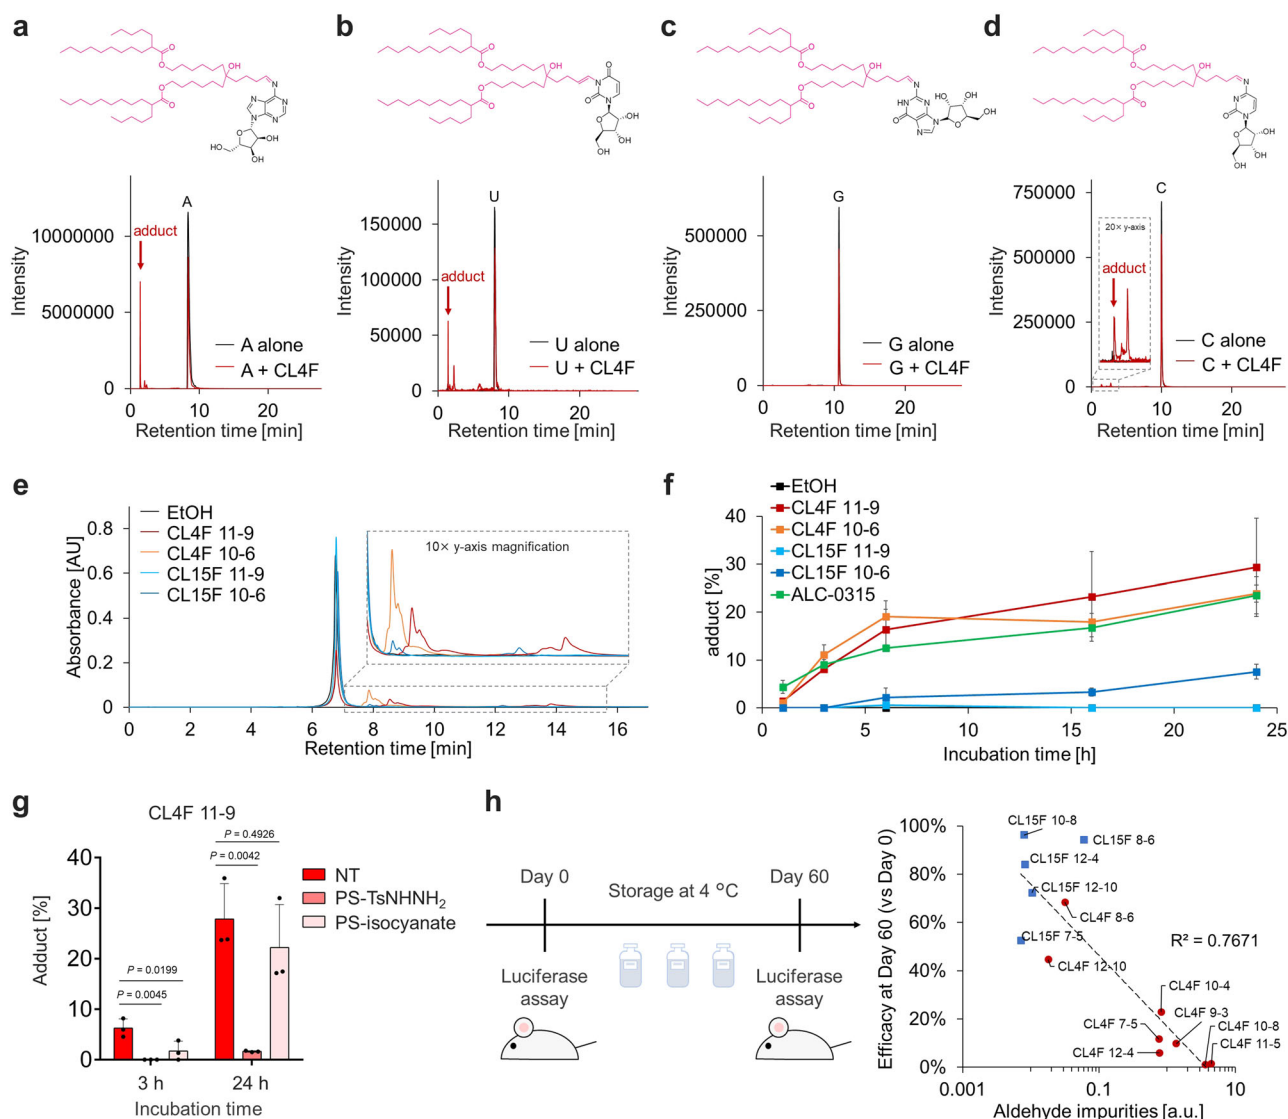 a
b
c
d
A
adduct
10000000
5000000
0
Intensity
A alone
A + CL4F
0
10
20
Retention time [min]
U
adduct
150000
100000
50000
0
Intensity
U alone
U + CL4F
0
10
20
Retention time [min]
G
500000
250000
0
Intensity
G alone
G + CL4F
0
10
20
Retention time [min]
C
750000
500000
250000
0
Intensity
20× y-axis
adduct
C alone
C + CL4F
0
10
20
Retention time [min]
e
EtOH
CL4F 11-9
CL4F 10-6
CL15F 11-9
CL15F 10-6
10× y-axis magnification
Absorbance [AU]
0.8
0.6
0.4
0.2
0
0
2
4
6
8
10
12
14
16
Retention time [min]
f
EtOH
CL4F 11-9
CL4F 10-6
CL15F 11-9
CL15F 10-6
ALC-0315
adduct [%]
40
30
20
10
0
0
5
10
15
20
25
Incubation time [h]
g
CL4F 11-9
P = 0.4926
P = 0.0042
P = 0.0199
P = 0.0045
NT
PS-TsNHNH2
PS-isocyanate
Adduct [%]
40
30
20
10
0
3 h
24 h
Incubation time
h
Day 0
Storage at 4 °C
Day 60
Luciferase
assay
Luciferase
assay
Efficacy at Day 60 (vs Day 0)
100%
80%
60%
40%
20%
0%
CL15F 10-8
CL15F 8-6
CL15F 12-4
CL15F 12-10
CL4F 8-6
CL15F 7-5
CL4F 12-10
R² = 0.7671
CL4F 10-4
CL4F 9-3
CL4F 7-5
CL4F 10-8
CL4F 12-4
CL4F 11-5
0.001
0.1
10
Aldehyde impurities [a.u.]